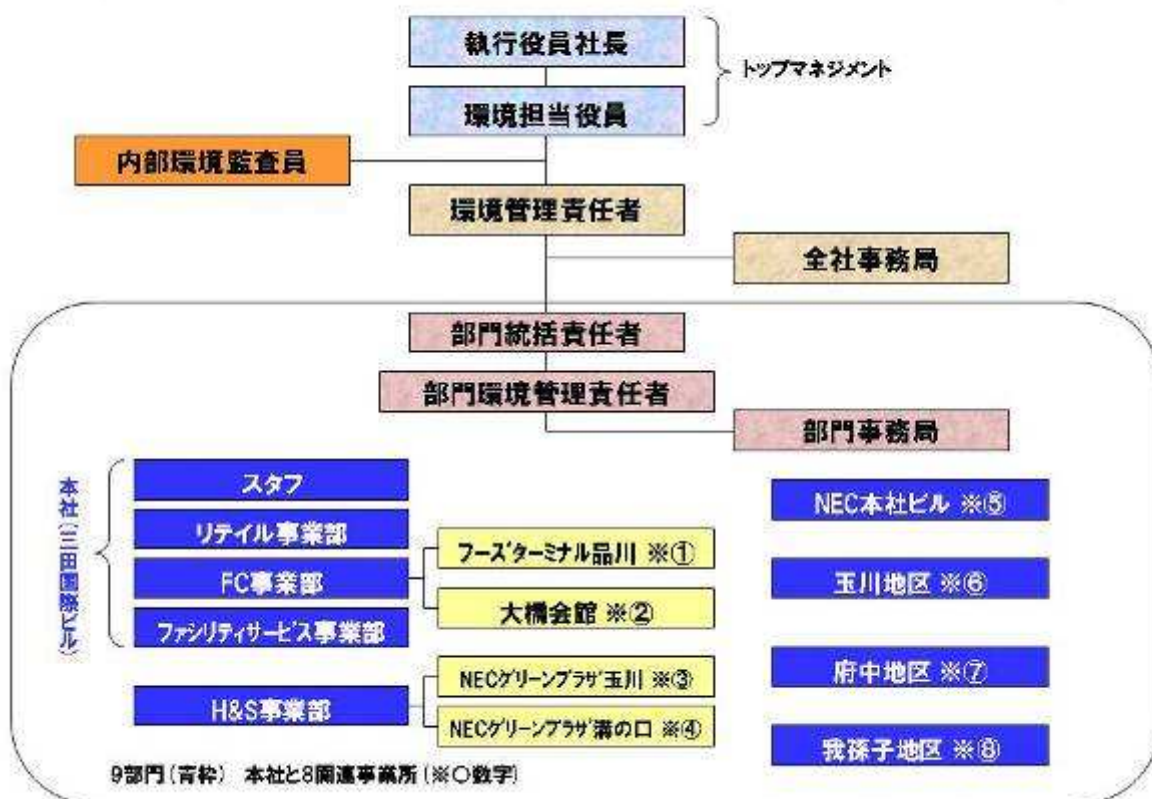 執行役員社長
環境担当役員
トップマネジメント
内部環境監査員
環境管理責任者
全社事務局
部門統括責任者
部門環境管理責任者
部門事務局
本社(三田国際ビル)
スタフ
リテイル事業部
FC事業部
ファシリティサービス事業部
H&S事業部
フーズターミナル品川 ※①
大橋会館 ※②
NECグリーンプラザ玉川 ※③
NECグリーンプラザ溝の口 ※④
NEC本社ビル ※⑤
玉川地区 ※⑥
府中地区 ※⑦
我孫子地区 ※⑧
9部門(青枠) 本社と8関連事業所(※〇数字)